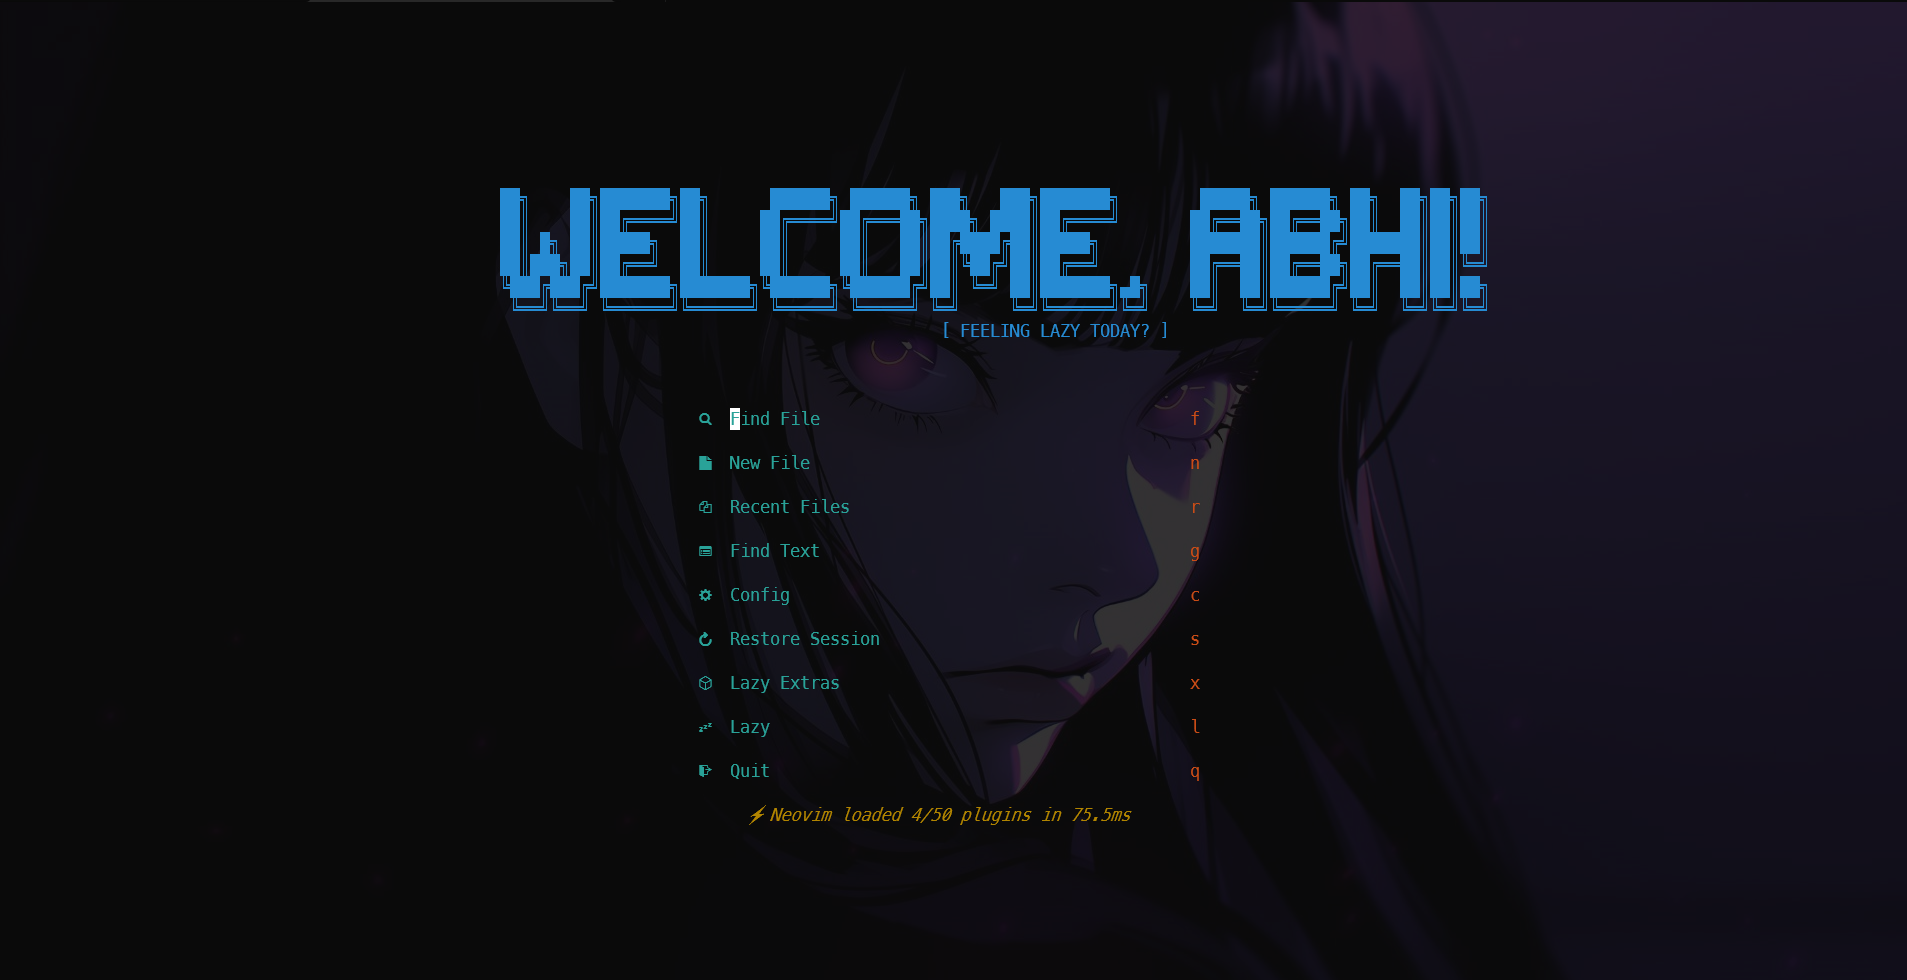 WELCOME, ABHI!
[ FEELING LAZY TODAY? ]
Find File f
New File n
Recent Files r
Find Text g
Config c
Restore Session s
Lazy Extras x
Lazy l
Quit q
⚡Neovim loaded 4/50 plugins in 75.5ms